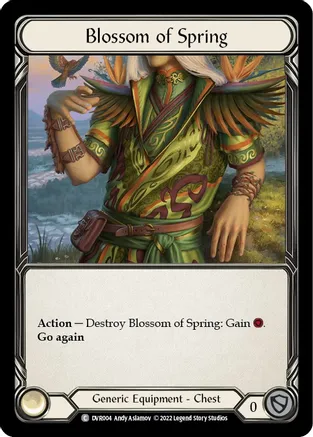 Blossom of Spring
Action — Destroy Blossom of Spring: Gain .
Go again
Generic Equipment - Chest
0
C DVR004 Andy Aslamov © 2022 Legend Story Studios